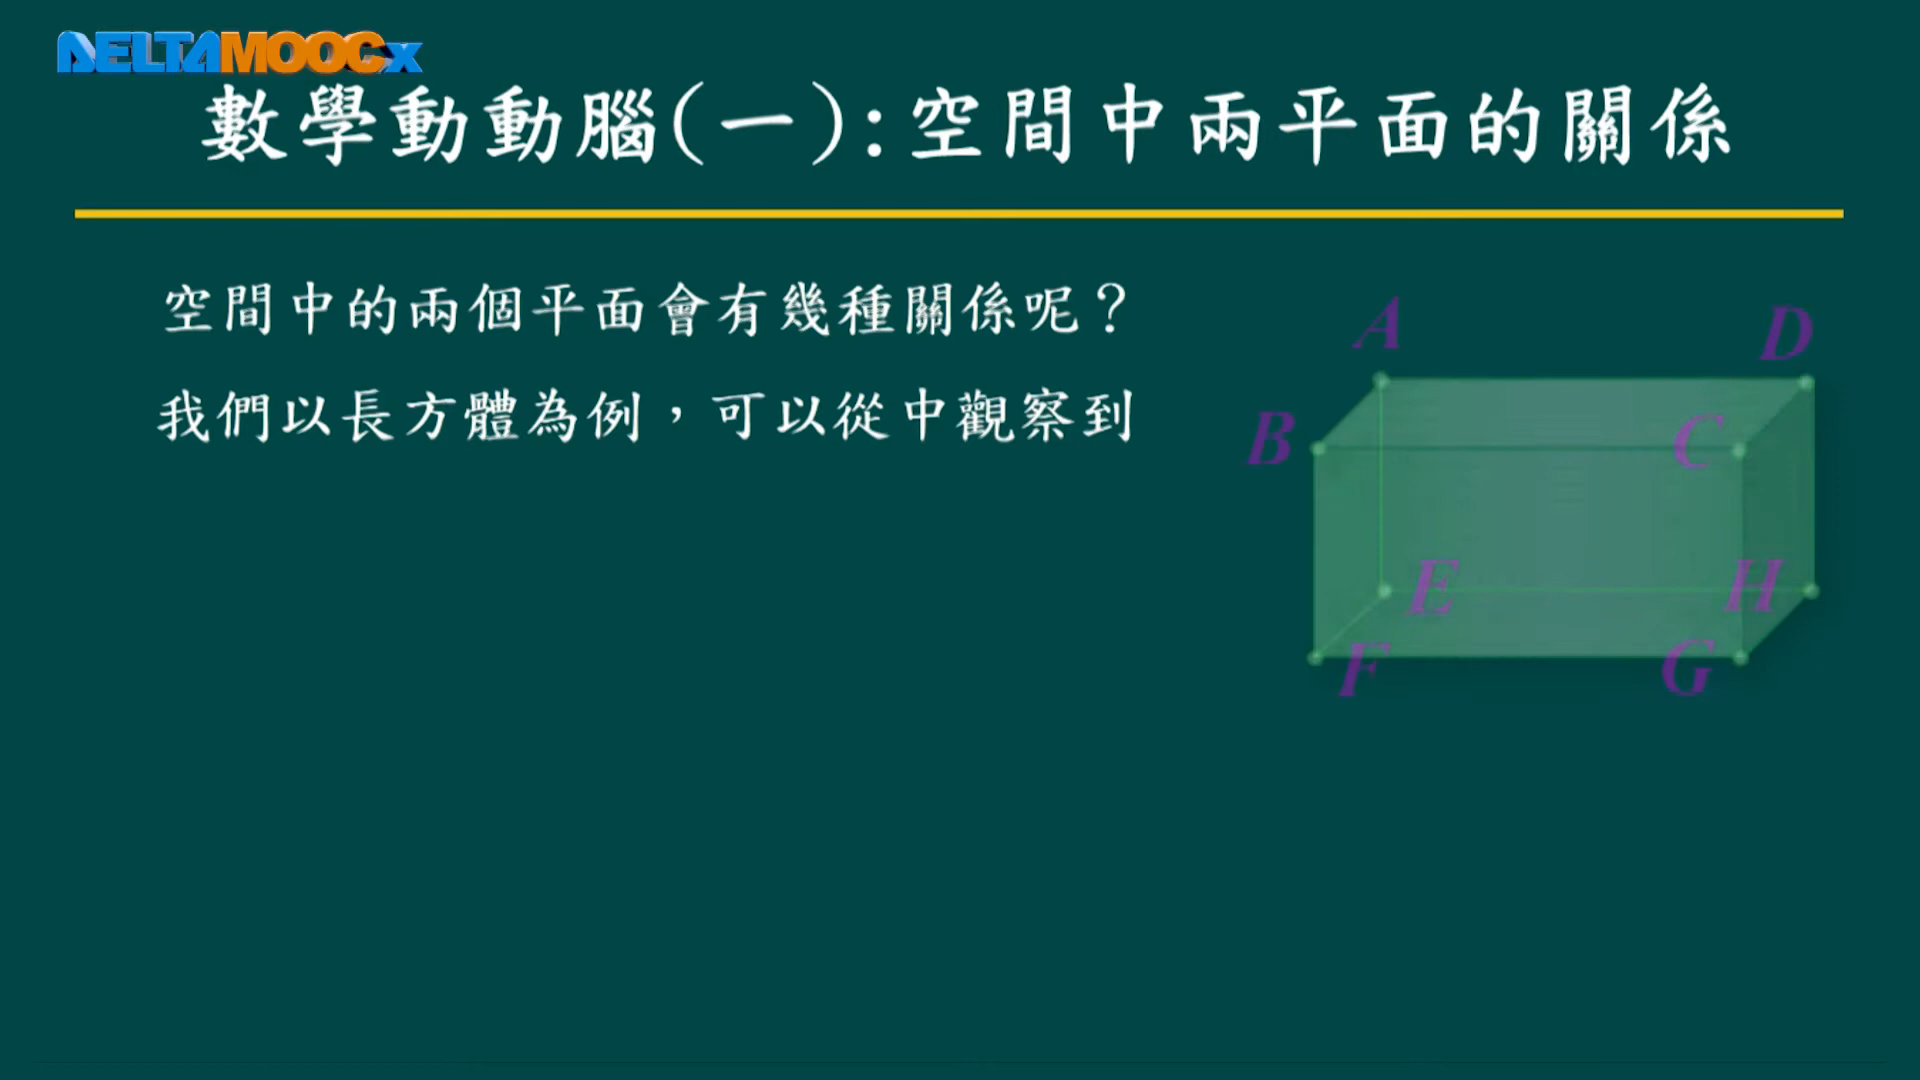 DELTAMOOCx
數學動動腦(一):空間中兩平面的關係
空間中的兩個平面會有幾種關係呢？
我們以長方體為例，可以從中觀察到
A
D
B
C
E
H
F
G